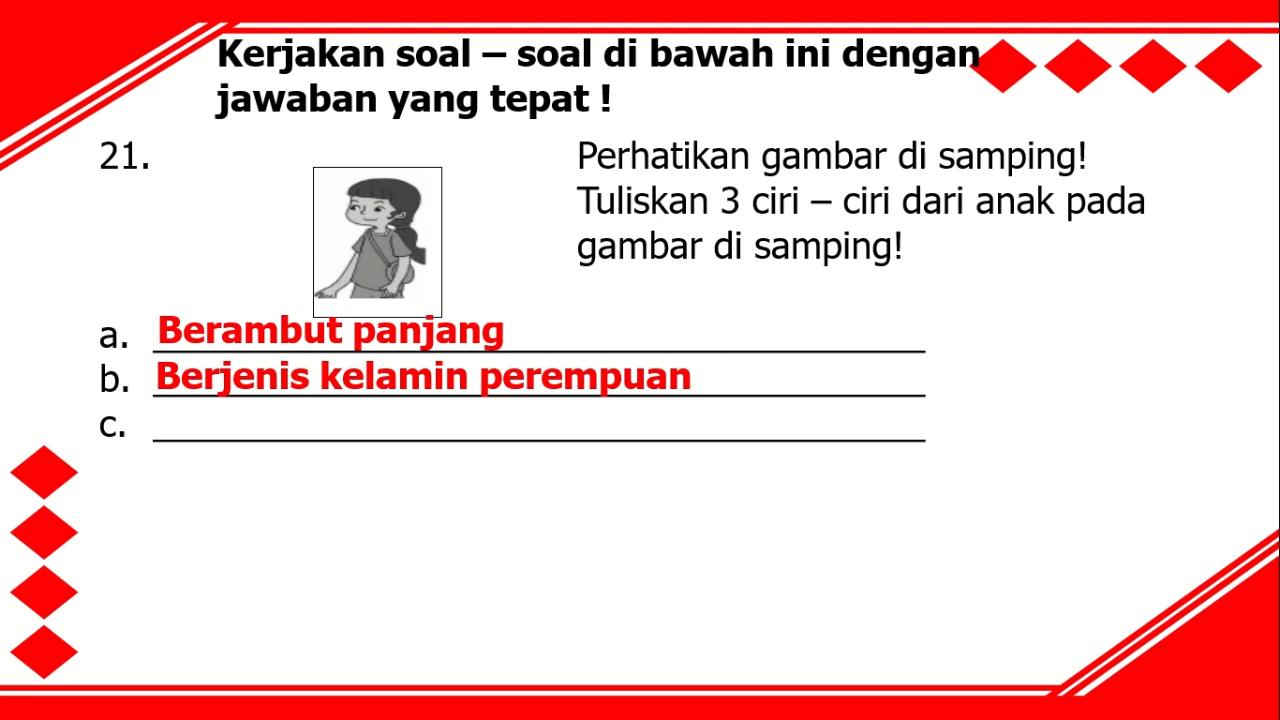 Kerjakan soal – soal di bawah ini dengan
jawaban yang tepat !
21.
Perhatikan gambar di samping!
Tuliskan 3 ciri – ciri dari anak pada
gambar di samping!
a. Berambut panjang
b. Berjenis kelamin perempuan
c.